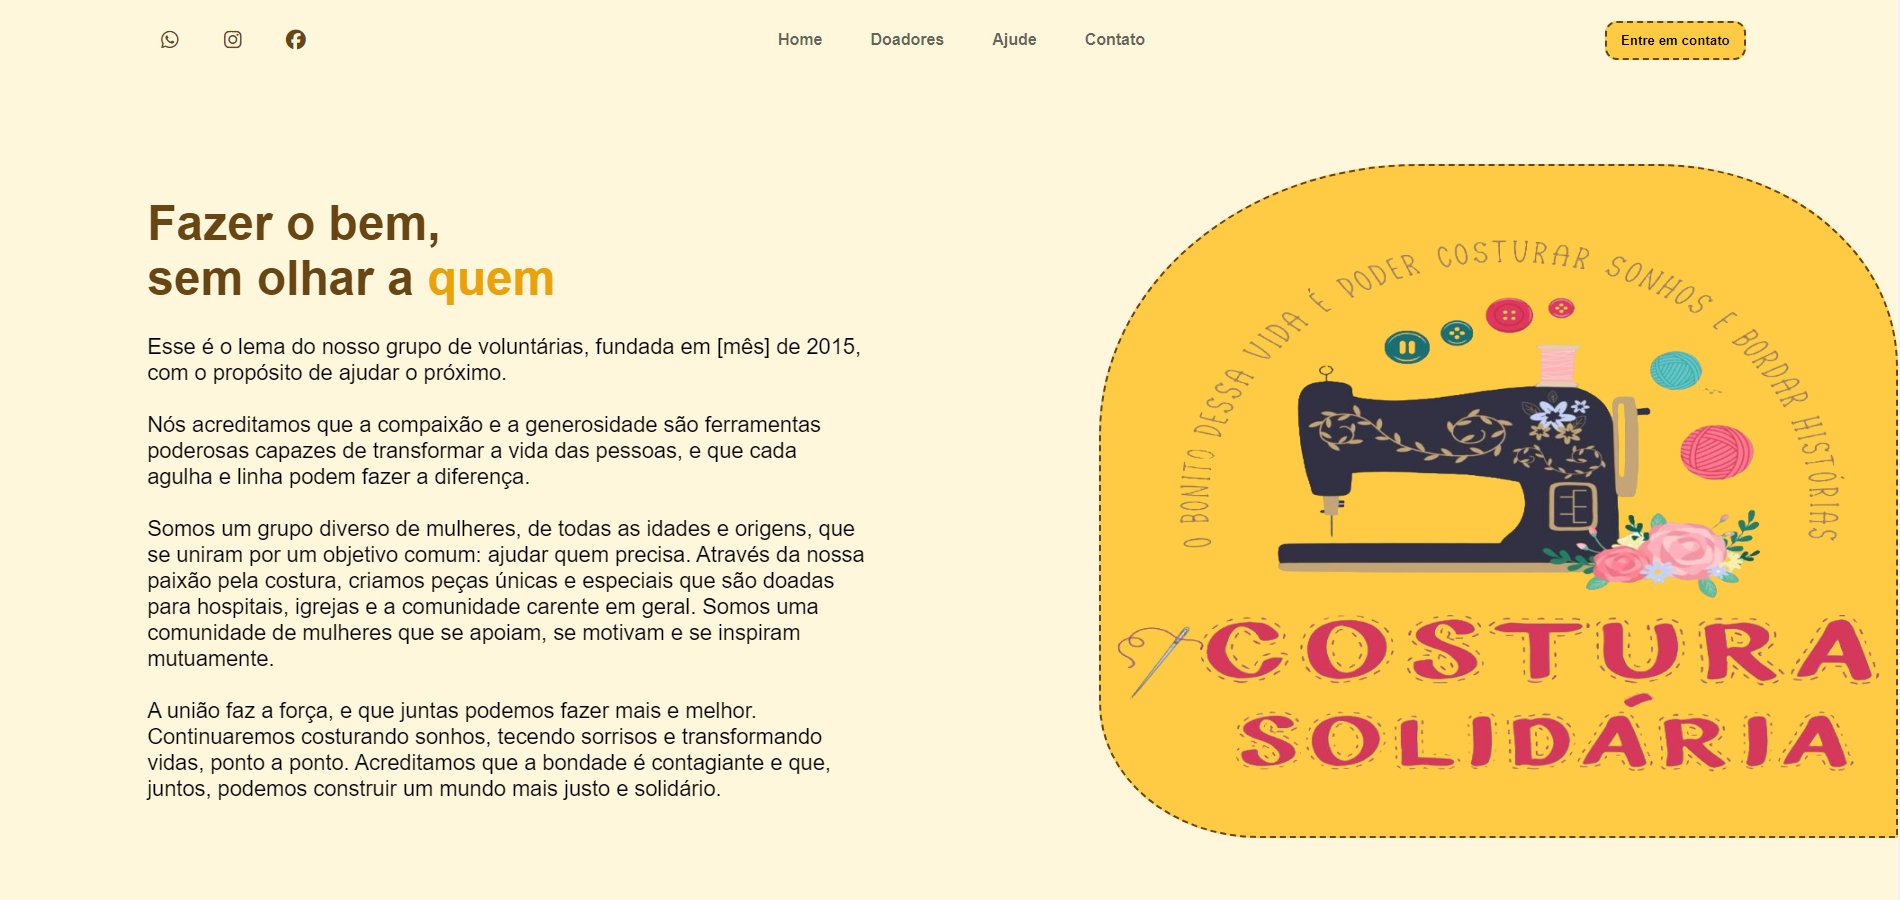 Home
Doadores
Ajude
Contato
Entre em contato
Fazer o bem,
sem olhar a quem
Esse é o lema do nosso grupo de voluntárias, fundada em [mês] de 2015,
com o propósito de ajudar o próximo.
Nós acreditamos que a compaixão e a generosidade são ferramentas
poderosas capazes de transformar a vida das pessoas, e que cada
agulha e linha podem fazer a diferença.
Somos um grupo diverso de mulheres, de todas as idades e origens, que
se uniram por um objetivo comum: ajudar quem precisa. Através da nossa
paixão pela costura, criamos peças únicas e especiais que são doadas
para hospitais, igrejas e a comunidade carente em geral. Somos uma
comunidade de mulheres que se apoiam, se motivam e se inspiram
mutuamente.
A união faz a força, e que juntas podemos fazer mais e melhor.
Continuaremos costurando sonhos, tecendo sorrisos e transformando
vidas, ponto a ponto. Acreditamos que a bondade é contagiante e que,
juntos, podemos construir um mundo mais justo e solidário.
O BONITO DESSA VIDA É PODER COSTURAR SONHOS E BORDAR HISTÓRIAS
COSTURA
SOLIDÁRIA